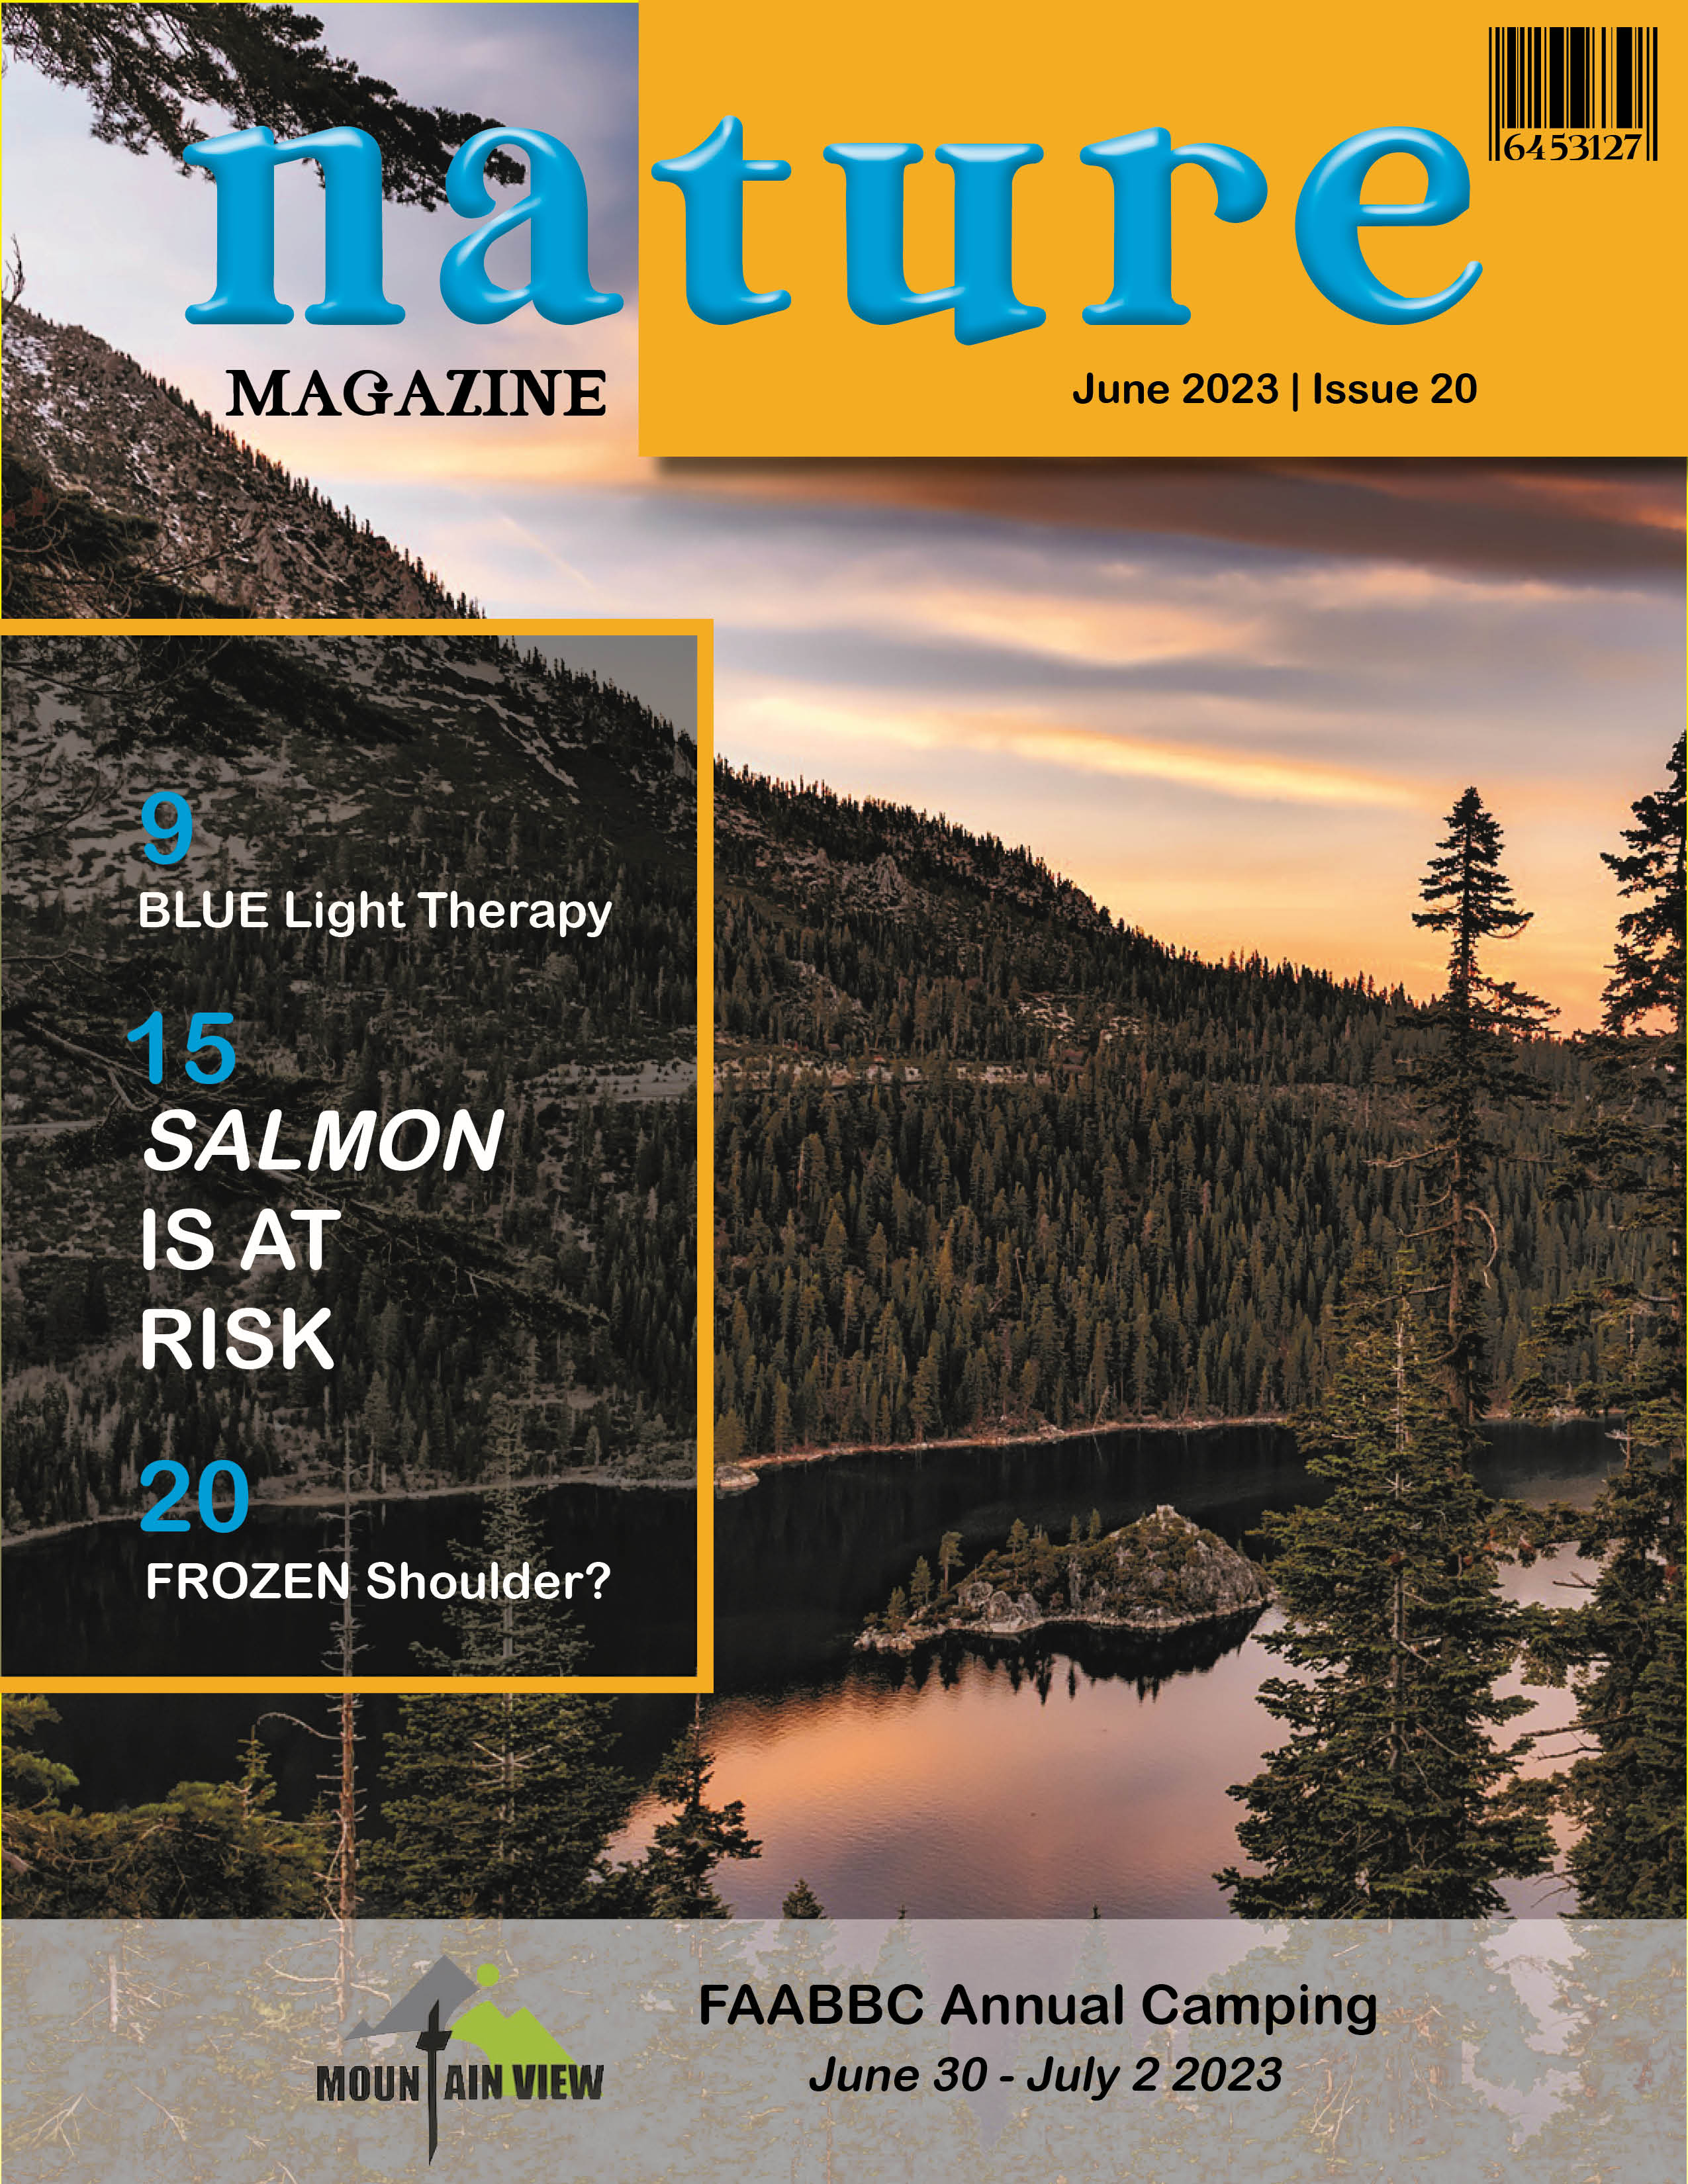 6453127
nature
MAGAZINE
June 2023 | Issue 20
9
BLUE Light Therapy
15
SALMON
IS AT
RISK
20
FROZEN Shoulder?
MOUNTAIN VIEW
FAABBC Annual Camping
June 30 - July 2 2023